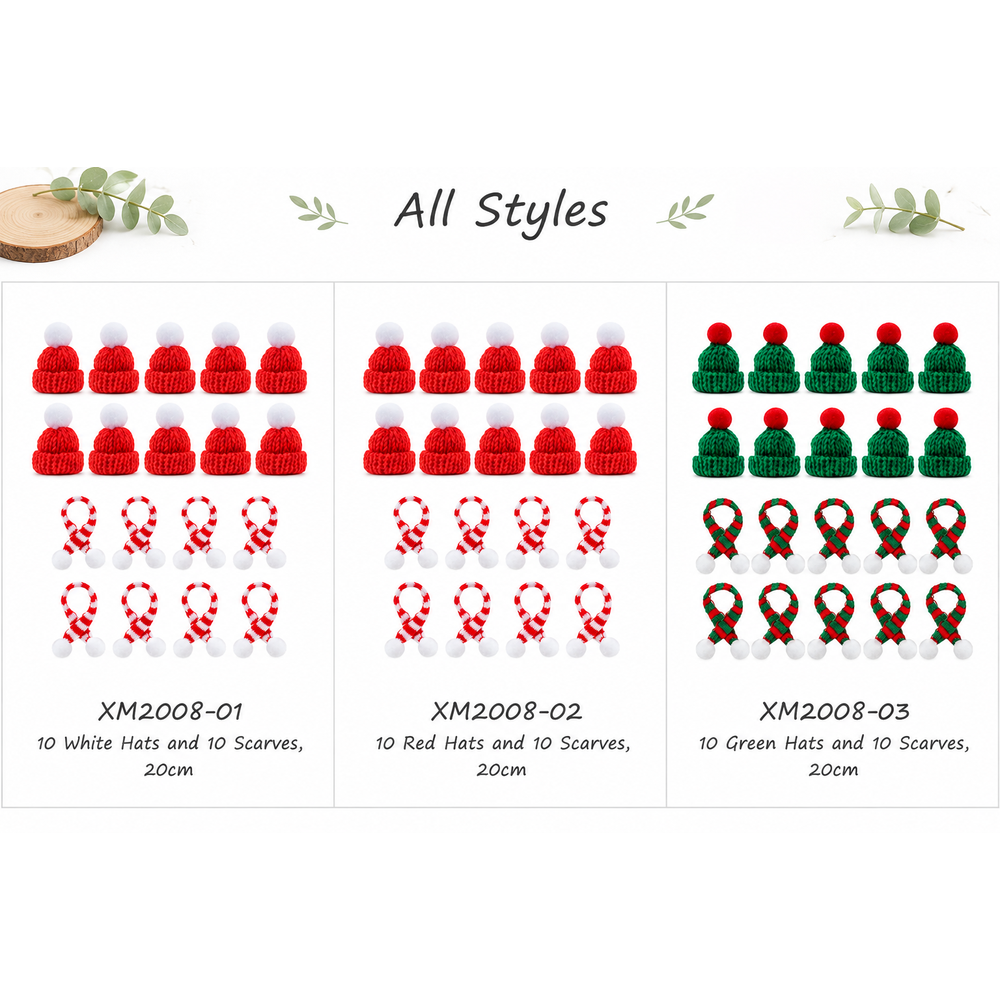 All Styles
XM2008-01
10 White Hats and 10 Scarves,
20cm
XM2008-02
10 Red Hats and 10 Scarves,
20cm
XM2008-03
10 Green Hats and 10 Scarves,
20cm